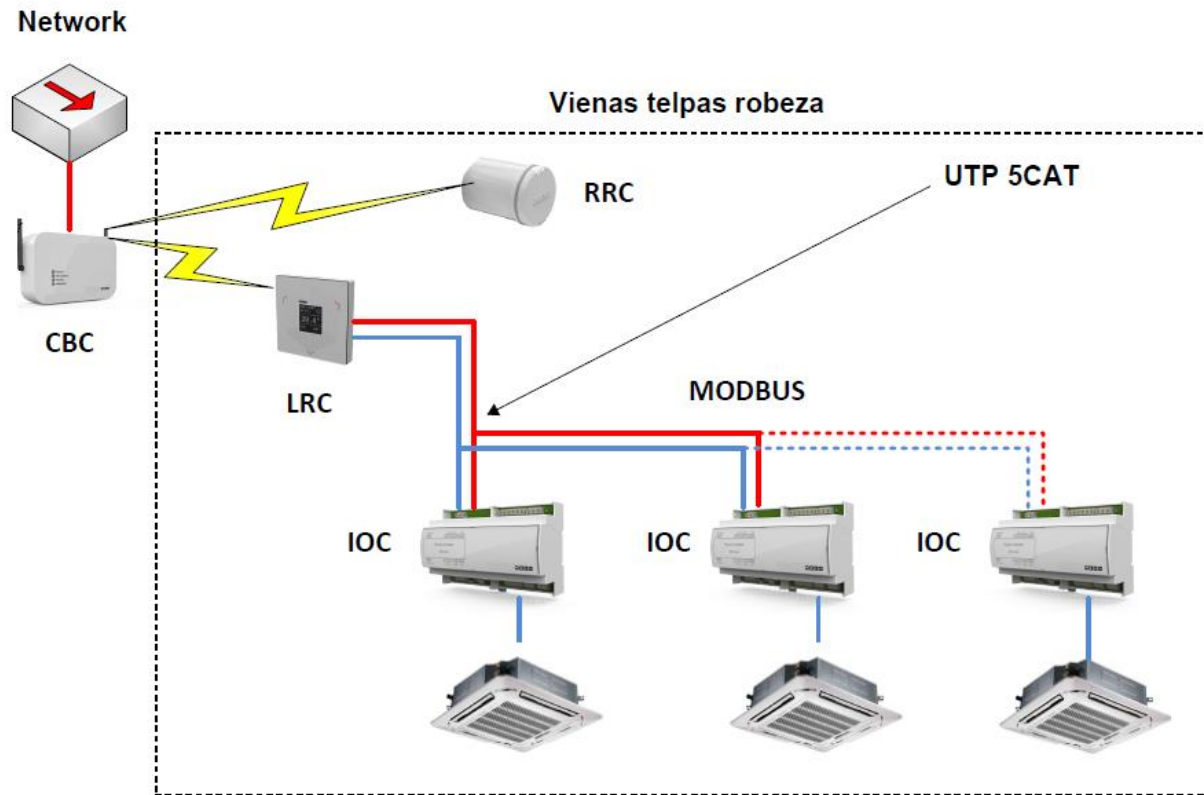 Network
Vienas telpas robeza
UTP 5CAT
RRC
CBC
LRC
MODBUS
IOC
IOC
IOC